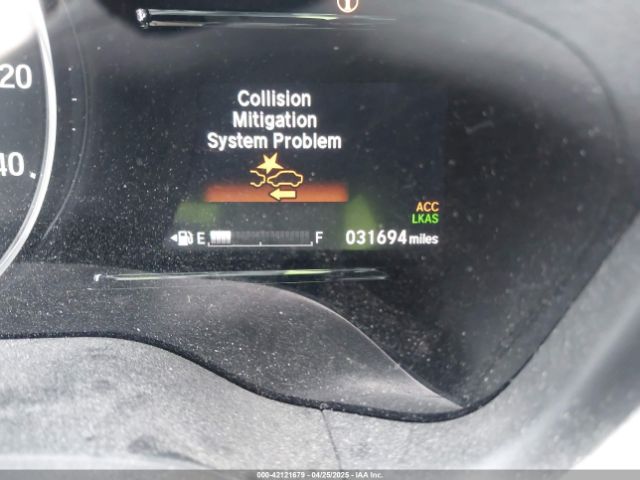 20
40
Collision
Mitigation
System Problem
ACC
LKAS
E F 031694 miles
000-42121679 - 04/25/2025 - IAA Inc.